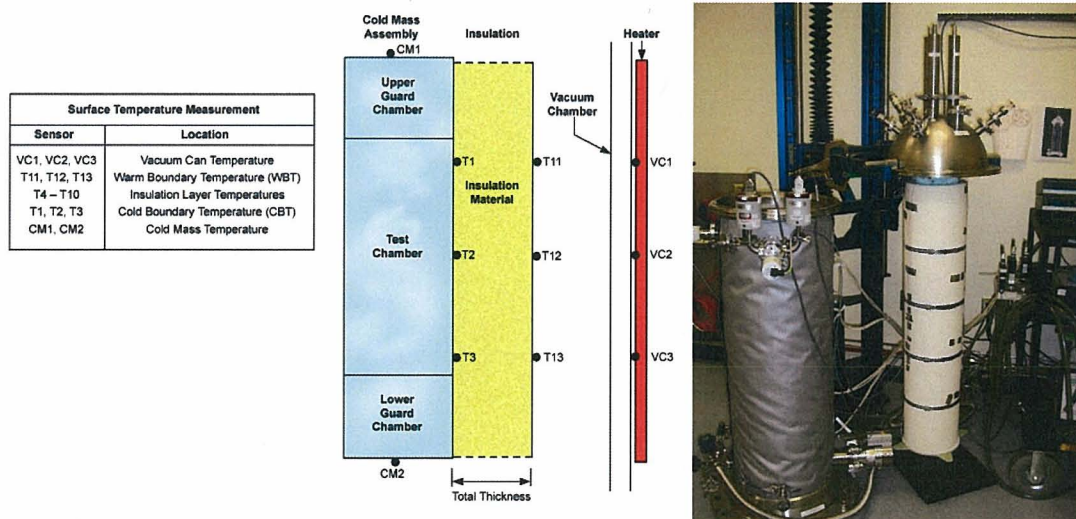 Surface Temperature Measurement
Sensor Location
VC1, VC2, VC3 Vacuum Can Temperature
T11, T12, T13 Warm Boundary Temperature (WBT)
T4 – T10 Insulation Layer Temperatures
T1, T2, T3 Cold Boundary Temperature (CBT)
CM1, CM2 Cold Mass Temperature
Cold Mass
Assembly
CM1
Insulation
Heater
Upper
Guard
Chamber
Vacuum
Chamber
T1
T11
VC1
Insulation
Material
Test
Chamber
T2
T12
VC2
T3
T13
VC3
Lower
Guard
Chamber
CM2
Total Thickness